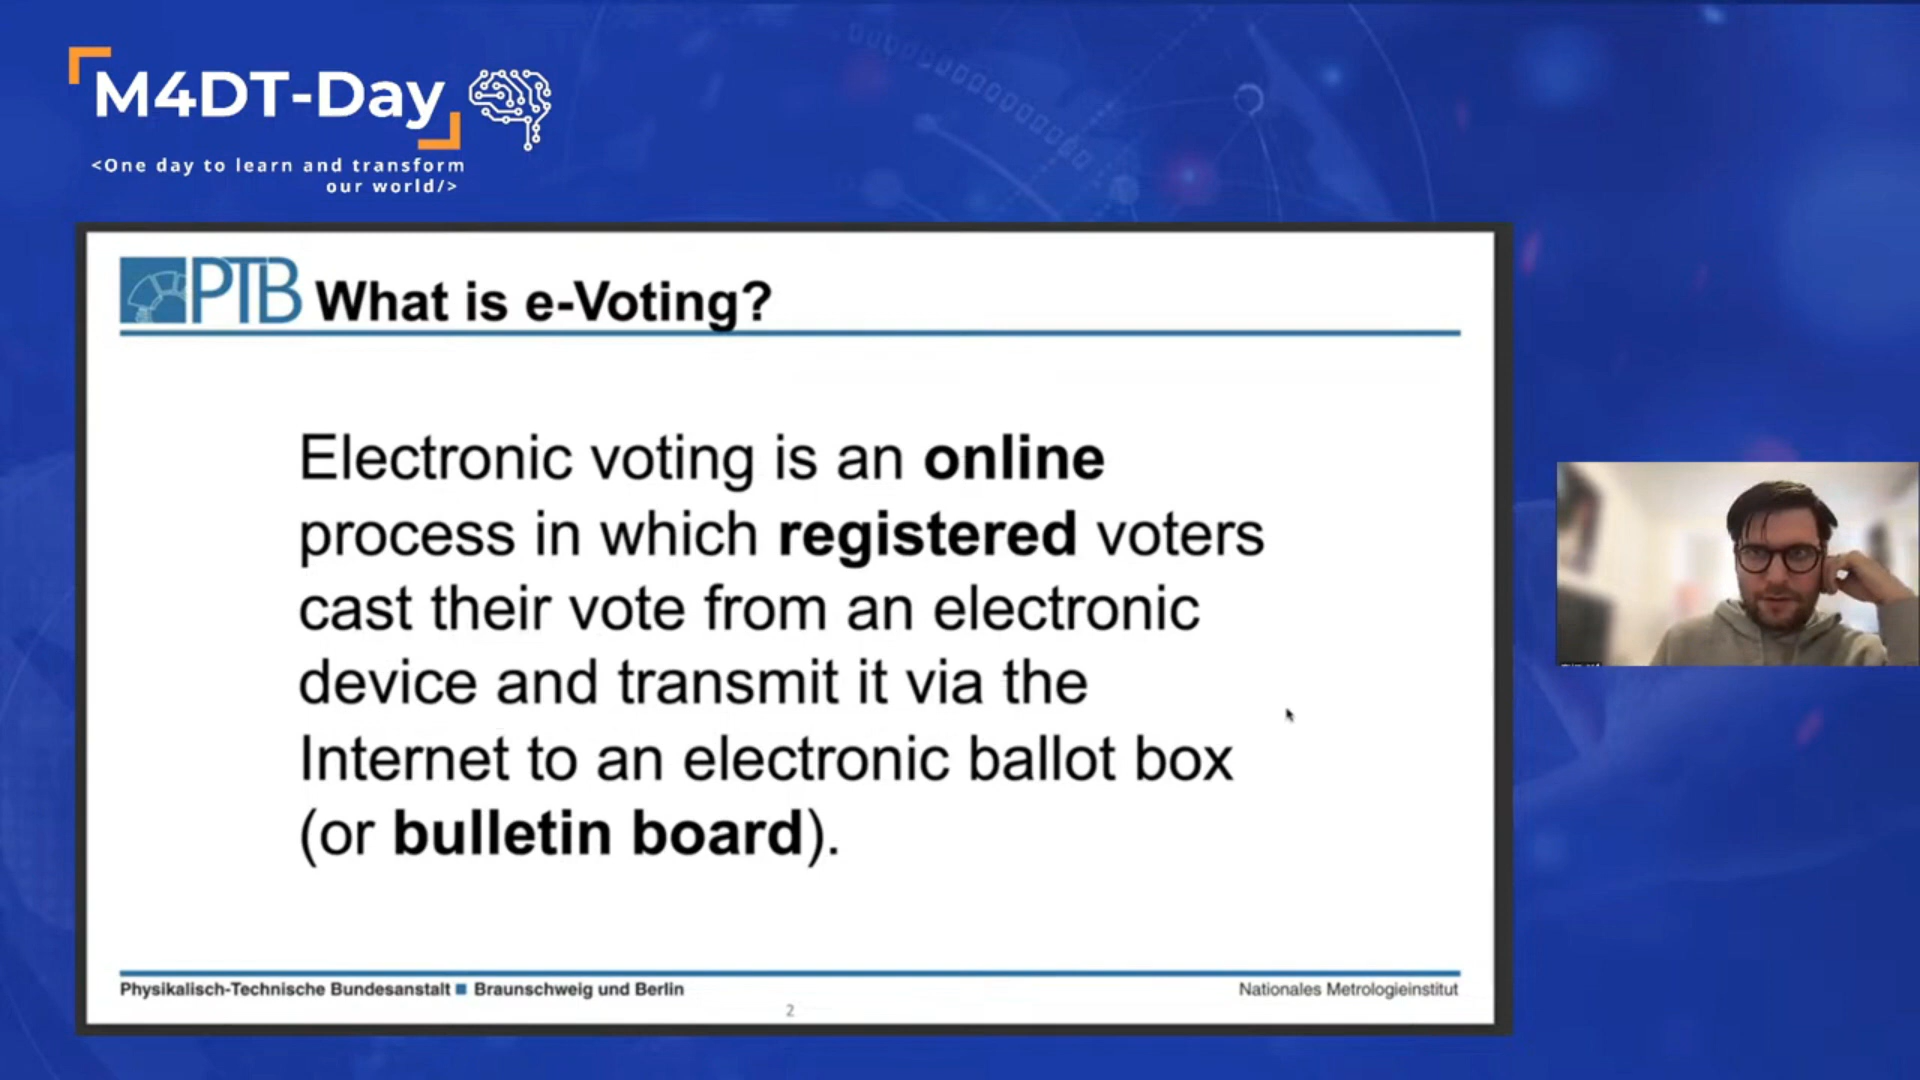 M4DT-Day
<One day to learn and transform
our world/>
PTB What is e-Voting?
Electronic voting is an online
process in which registered voters
cast their vote from an electronic
device and transmit it via the
Internet to an electronic ballot box
(or bulletin board).
Physikalisch-Technische Bundesanstalt ■ Braunschweig und Berlin
Nationales Metrologieinstitut
2